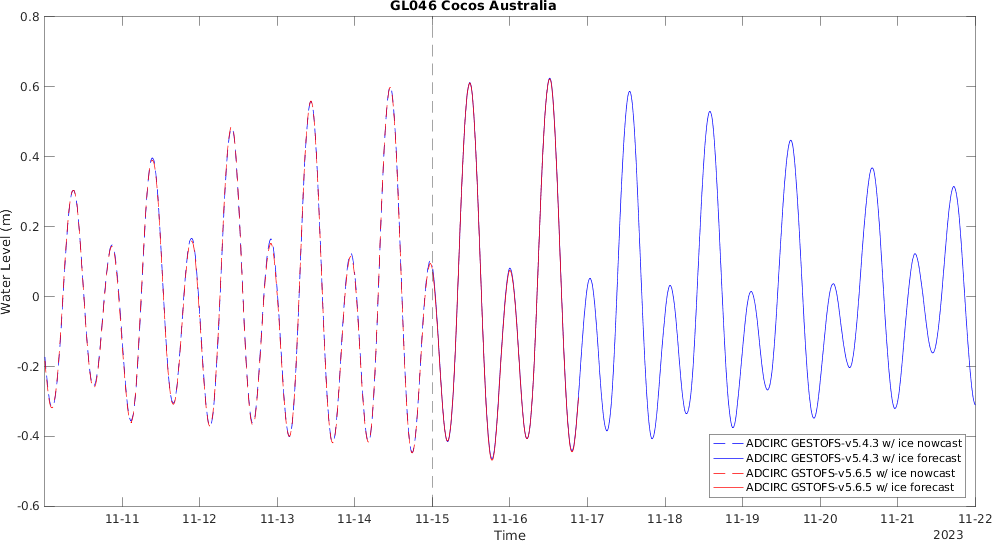 GL046 Cocos Australia
Water Level (m)
0.8
0.6
0.4
0.2
0
-0.2
-0.4
-0.6
ADCIRC GESTOFS-v5.4.3 w/ ice nowcast
ADCIRC GESTOFS-v5.4.3 w/ ice forecast
ADCIRC GSTOFS-v5.6.5 w/ ice nowcast
ADCIRC GSTOFS-v5.6.5 w/ ice forecast
11-11 11-12 11-13 11-14 11-15 11-16 11-17 11-18 11-19 11-20 11-21 11-22
Time
2023